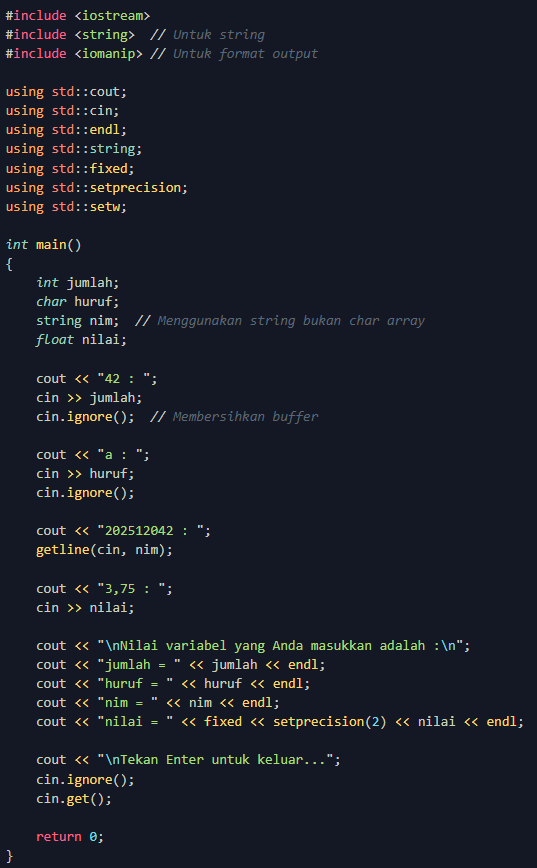 #include <iostream>
#include <string>  // Untuk string
#include <iomanip> // Untuk format output

using std::cout;
using std::cin;
using std::endl;
using std::string;
using std::fixed;
using std::setprecision;
using std::setw;

int main()
{
    int jumlah;
    char huruf;
    string nim;  // Menggunakan string bukan char array
    float nilai;

    cout << "42 : ";
    cin >> jumlah;
    cin.ignore();  // Membersihkan buffer

    cout << "a : ";
    cin >> huruf;
    cin.ignore();

    cout << "202512042 : ";
    getline(cin, nim);

    cout << "3,75 : ";
    cin >> nilai;

    cout << "\nNilai variabel yang Anda masukkan adalah :\n";
    cout << "jumlah = " << jumlah << endl;
    cout << "huruf = " << huruf << endl;
    cout << "nim = " << nim << endl;
    cout << "nilai = " << fixed << setprecision(2) << nilai << endl;

    cout << "\nTekan Enter untuk keluar...";
    cin.ignore();
    cin.get();

    return 0;
}